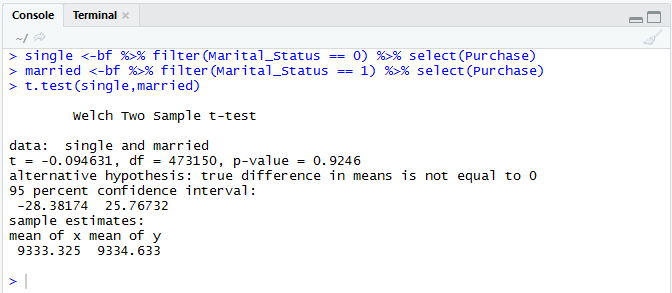 Console Terminal ×
~/
> single <-bf %>% filter(Marital_Status == 0) %>% select(Purchase)
> married <-bf %>% filter(Marital_Status == 1) %>% select(Purchase)
> t.test(single,married)
Welch Two Sample t-test
data:  single and married
t = -0.094631, df = 473150, p-value = 0.9246
alternative hypothesis: true difference in means is not equal to 0
95 percent confidence interval:
-28.38174  25.76732
sample estimates:
mean of x mean of y
9333.325  9334.633
>